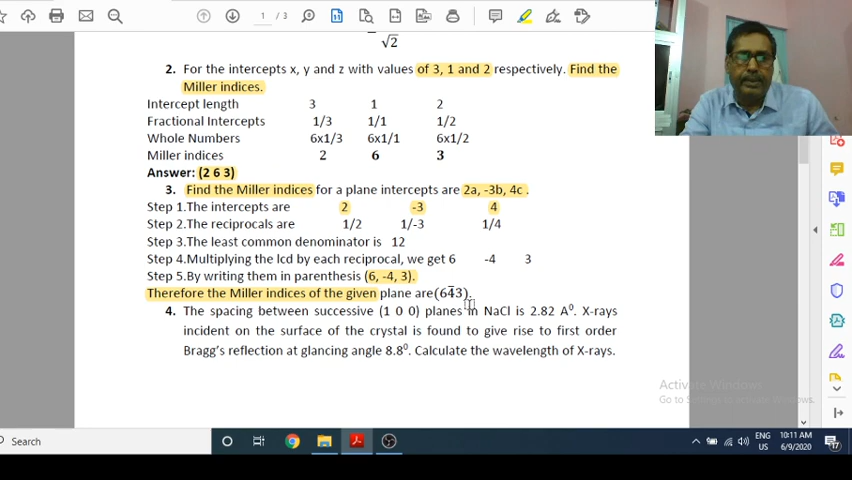 1 / 3
√2
2. For the intercepts x, y and z with values of 3, 1 and 2 respectively. Find the
Miller indices.
Intercept length 3 1 2
Fractional Intercepts 1/3 1/1 1/2
Whole Numbers 6x1/3 6x1/1 6x1/2
Miller indices 2 6 3
Answer: (2 6 3)
3. Find the Miller indices for a plane intercepts are 2a, -3b, 4c .
Step 1.The intercepts are 2 -3 4
Step 2.The reciprocals are 1/2 1/-3 1/4
Step 3.The least common denominator is 12
Step 4.Multiplying the lcd by each reciprocal, we get 6 -4 3
Step 5.By writing them in parenthesis (6, -4, 3).
Therefore the Miller indices of the given plane are(64̄3).
4. The spacing between successive (1 0 0) planes in NaCl is 2.82 A⁰. X-rays
incident on the surface of the crystal is found to give rise to first order
Bragg's reflection at glancing angle 8.8⁰. Calculate the wavelength of X-rays.
Activate Windows
Go to Settings to activate Windows.
Search
ENG
US
10:11 AM
6/9/2020
17